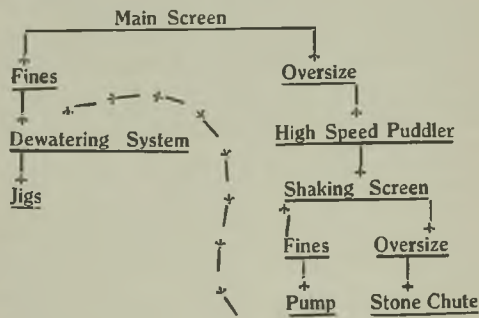 Main Screen
Fines
Oversize
Dewatering System
High Speed Puddler
Jigs
Shaking Screen
Fines
Oversize
Pump
Stone Chute